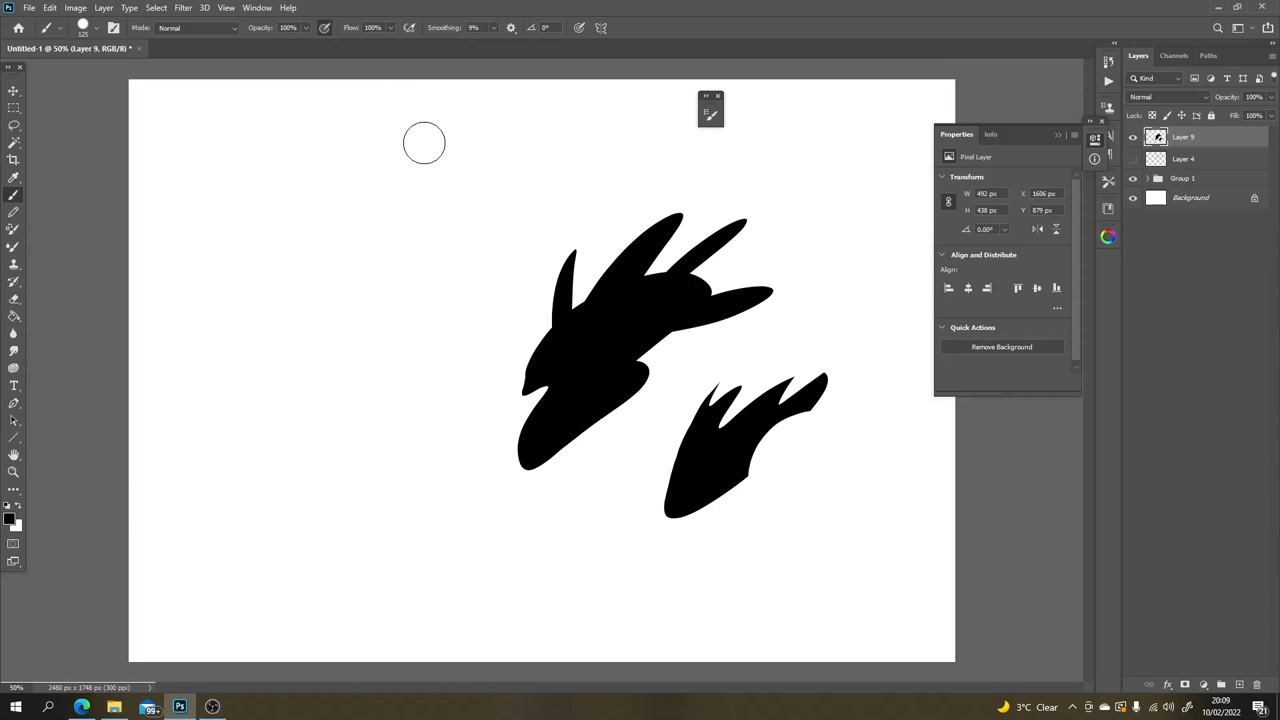 File Edit Image Layer Type Select Filter 3D View Window Help
125 Mode: Normal Opacity: 100% Flow: 100% Smoothing: 9% 0°
Untitled-1 @ 50% (Layer 9, RGB/8) *
Layers Channels Paths
Kind
Normal Opacity: 100%
Lock: Fill: 100%
Layer 9
Layer 4
Group 1
Background
Properties Info
Pixel Layer
Transform
W 492 px X 1606 px
H 438 px Y 879 px
0.00°
Align and Distribute
Align:
Quick Actions
Remove Background
50% 2480 px x 1748 px (300 ppi)
99+ Ps 3°C Clear 20:09
10/02/2022